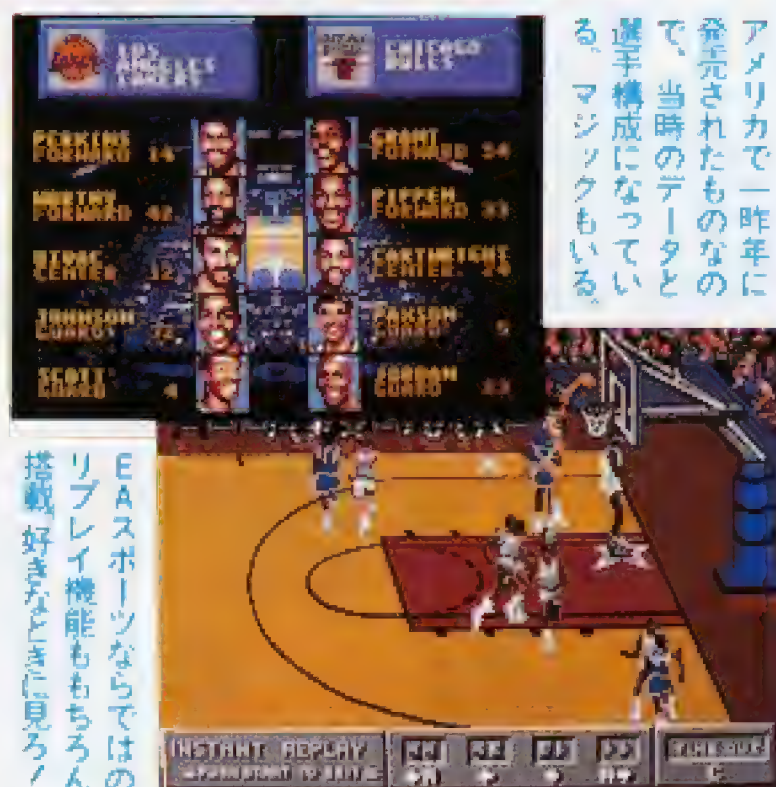 アメリカで一昨年に
発売されたものなの
で、当時のデータと
選手構成になってい
る。マジックもいる。
LOS
ANGELES
LAKERS
CHICAGO
BULLS
PERKINS
FORWARD 14
WORTHY
FORWARD 42
DIVAC
CENTER 12
JOHNSON
GUARD 32
SCOTT
GUARD 4
GRANT
FORWARD 54
PIPPEN
FORWARD 33
CARTWRIGHT
CENTER 24
PAXSON
GUARD 5
JORDAN
GUARD 23
EAスポーツならではの
リプレイ機能ももちろん
搭載。好きなときに見ろ!
INSTANT REPLAY